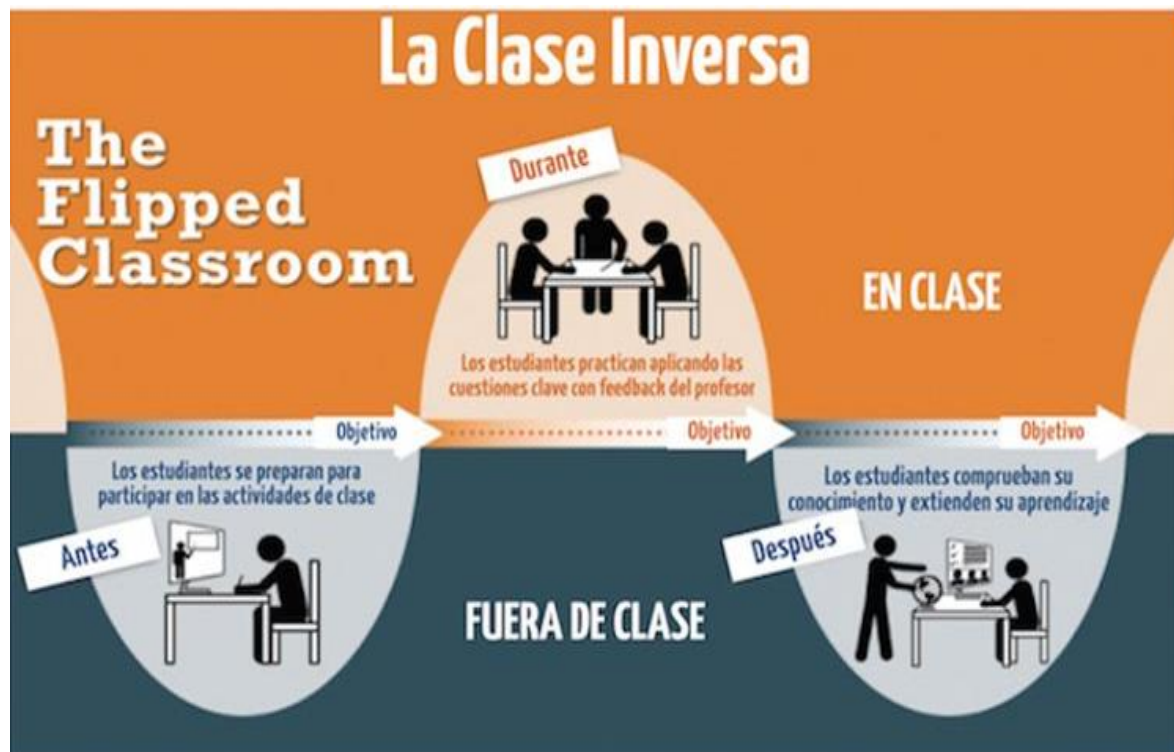 La Clase Inversa
The
Flipped
Classroom
Durante
EN CLASE
Los estudiantes practican aplicando las
cuestiones clave con feedback del profesor
Objetivo
Objetivo
Objetivo
Los estudiantes se preparan para
participar en las actividades de clase
Antes
FUERA DE CLASE
Los estudiantes comprueban su
conocimiento y extienden su aprendizaje
Después